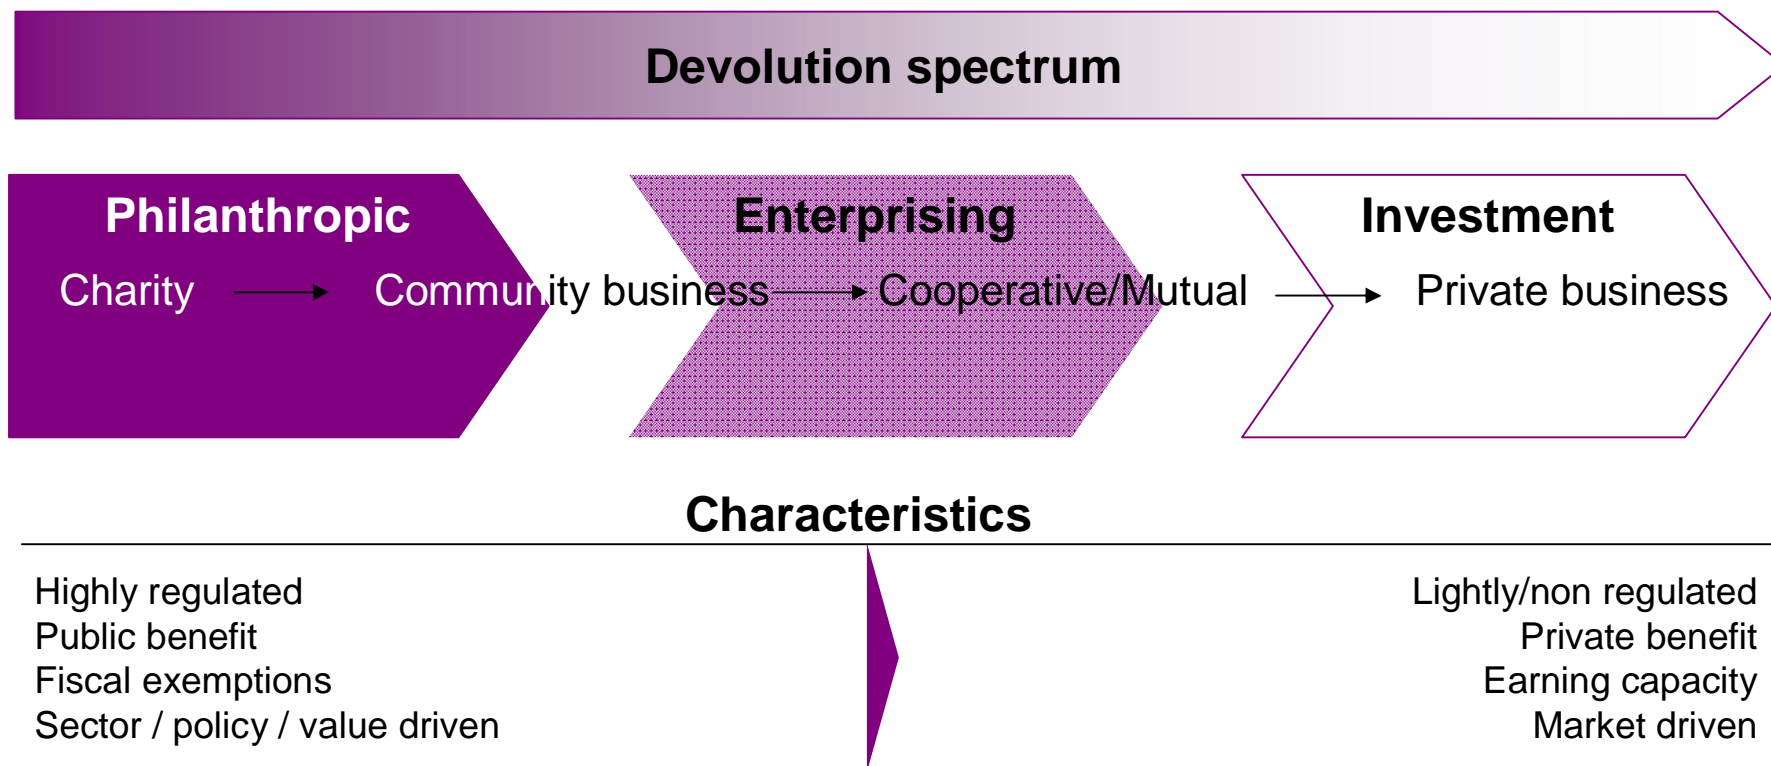 Devolution spectrum
Philanthropic
Enterprising
Investment
Charity
Community business
Cooperative/Mutual
Private business
Characteristics
Highly regulated
Public benefit
Fiscal exemptions
Sector / policy / value driven
Lightly/non regulated
Private benefit
Earning capacity
Market driven